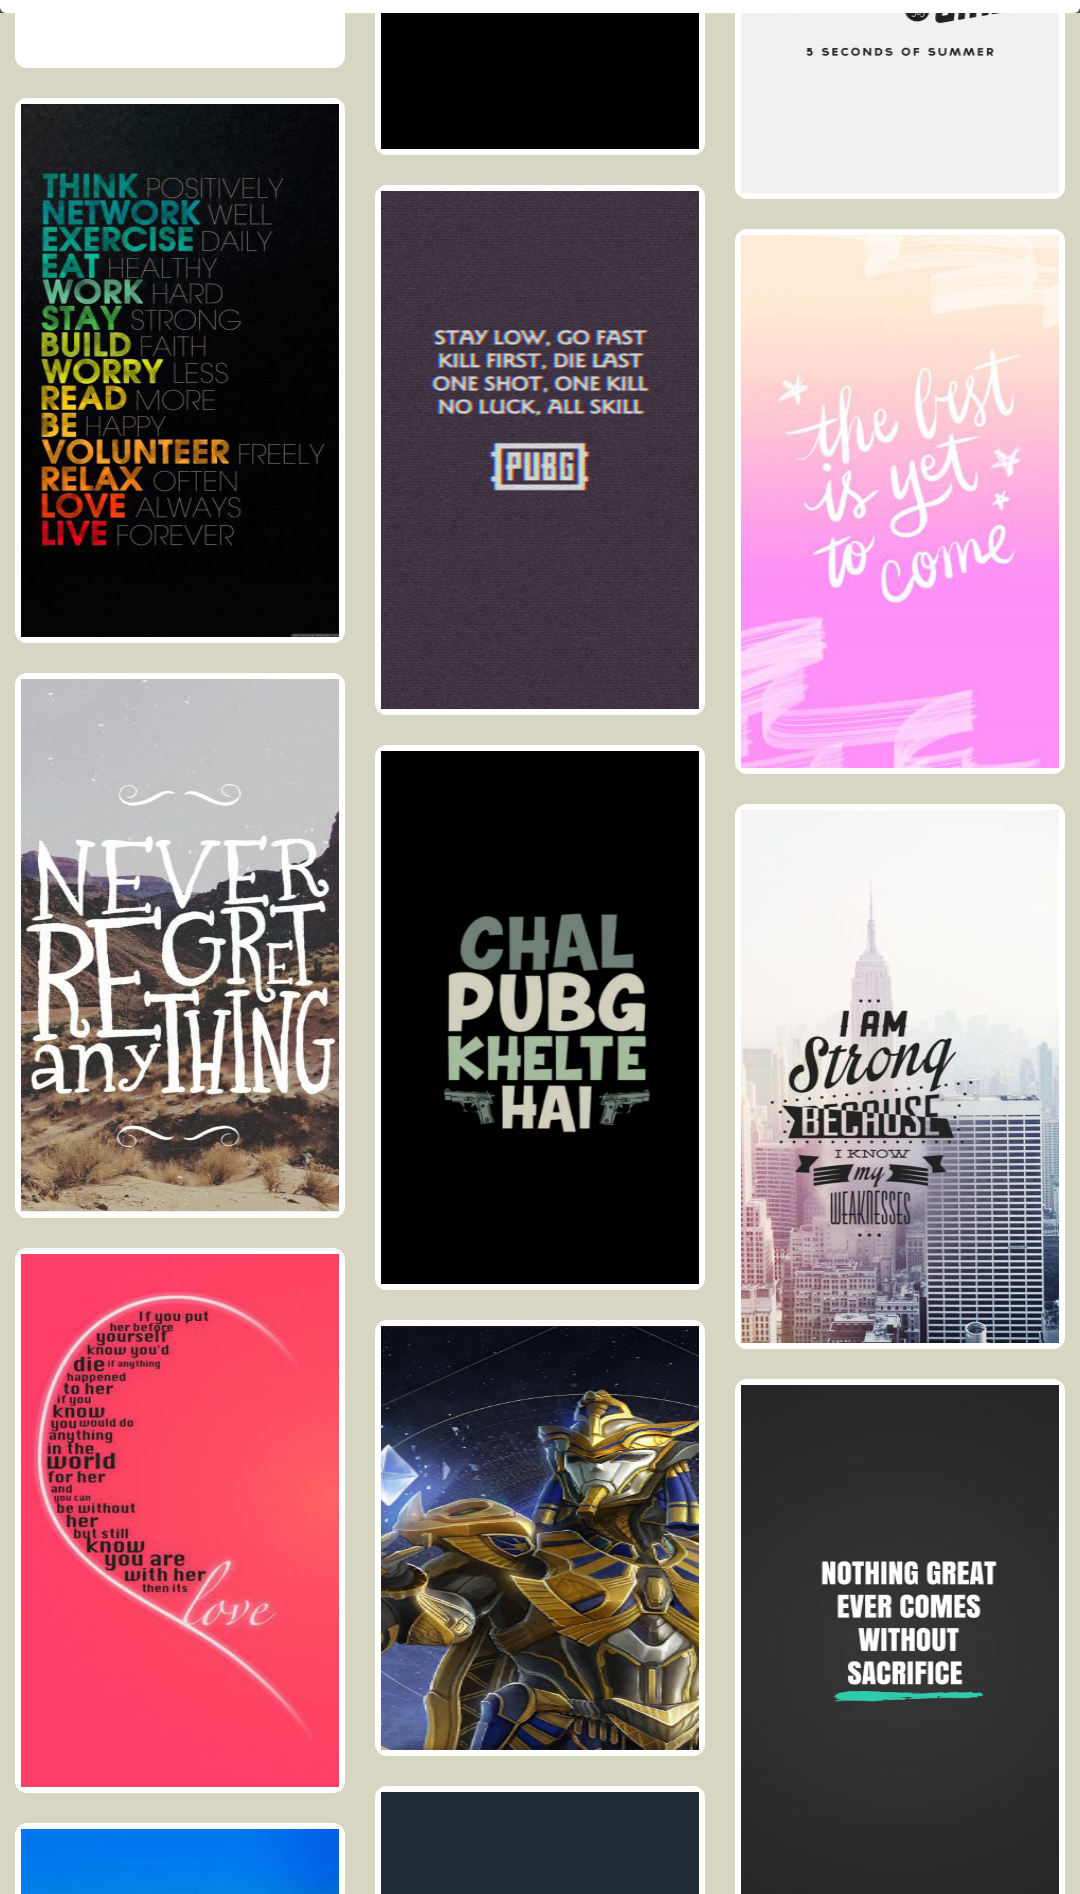 5 SECONDS OF SUMMER
THINK POSITIVELY
NETWORK WELL
EXERCISE DAILY
EAT HEALTHY
WORK HARD
STAY STRONG
BUILD FAITH
WORRY LESS
READ MORE
BE HAPPY
VOLUNTEER FREELY
RELAX OFTEN
LOVE ALWAYS
LIVE FOREVER
NEVER
REGRET
anyTHING
If you put
her before
yourself
know you'd
die if anything
happened
to her
if you
know
you would do
anything
in the
world
for her
and
you can
be without
her
but still
know
you are
with her
then its
love
STAY LOW, GO FAST
KILL FIRST, DIE LAST
ONE SHOT, ONE KILL
NO LUCK, ALL SKILL
PUBG
CHAL
PUBG
KHELTE
HAI
the best
is yet
to come
I AM
Strong
BECAUSE
I KNOW
my
WEAKNESSES
NOTHING GREAT
EVER COMES
WITHOUT
SACRIFICE